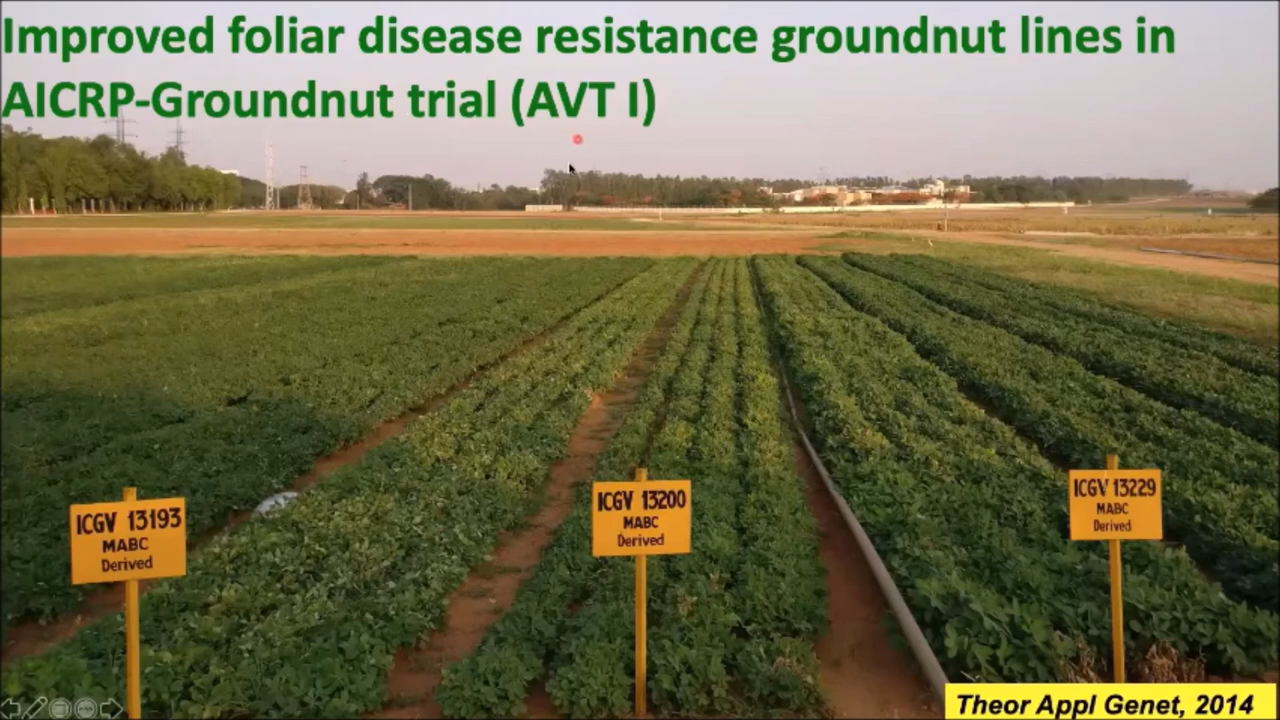 Improved foliar disease resistance groundnut lines in
AICRP-Groundnut trial (AVT I)
ICGV 13193
MABC
Derived
ICGV 13200
MABC
Derived
ICGV 13229
MABC
Derived
Theor Appl Genet, 2014